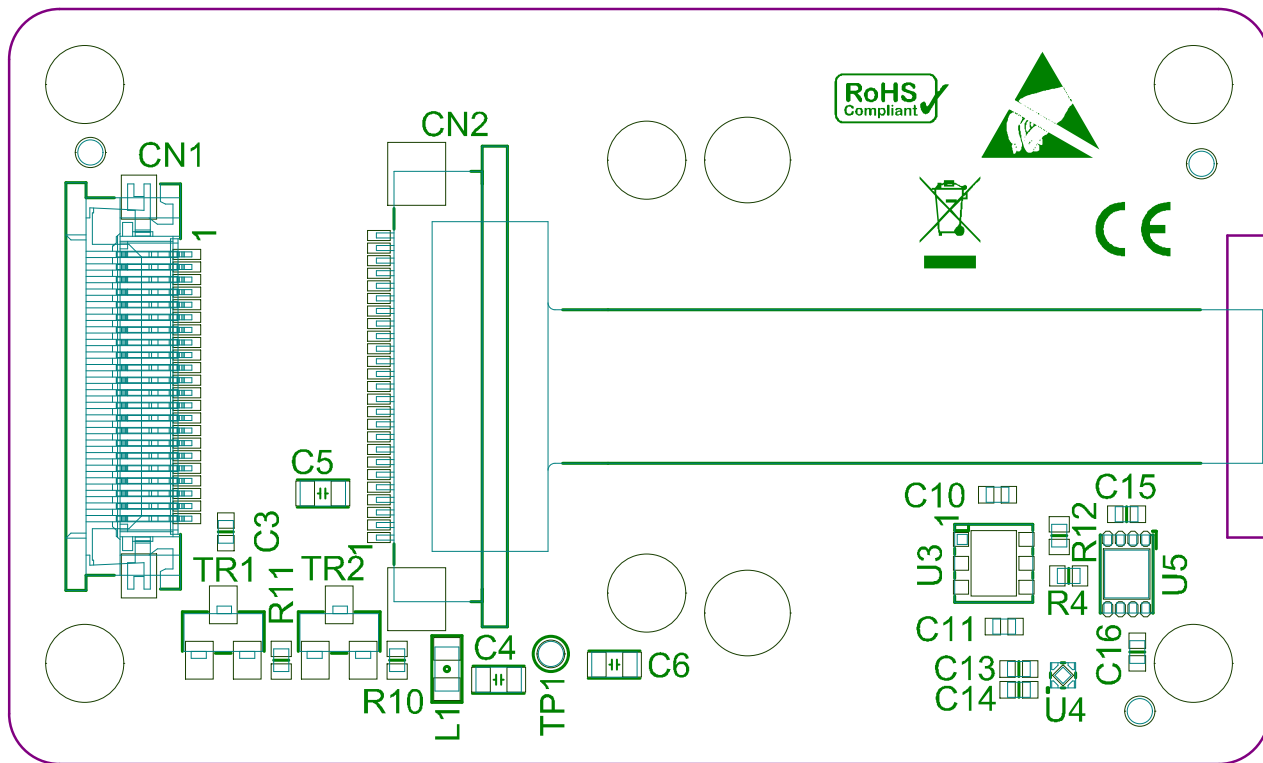 RoHS
Compliant
CE
CN2
CN1
1
C5
C10
C15
1
C3
1
R12
U3
U5
TR1
TR2
R11
R4
C11
C16
C4
C6
C13
R10
C14
L1
TP1
U4